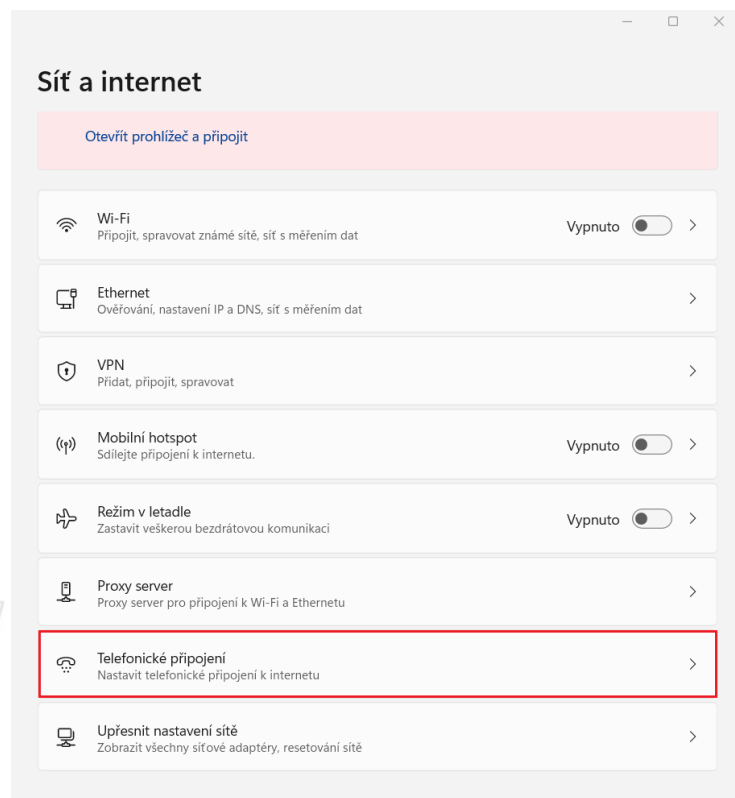 Síť a internet
Otevřít prohlížeč a připojit
Wi-Fi
Připojit, spravovat známé sítě, síť s měřením dat
Vypnuto
Ethernet
Ověřování, nastavení IP a DNS, síť s měřením dat
VPN
Přidat, připojit, spravovat
Mobilní hotspot
Sdílejte připojení k internetu.
Vypnuto
Režim v letadle
Zastavit veškerou bezdrátovou komunikaci
Vypnuto
Proxy server
Proxy server pro připojení k Wi-Fi a Ethernetu
Telefonické připojení
Nastavit telefonické připojení k internetu
Upřesnit nastavení sítě
Zobrazit všechny síťové adaptéry, resetování sítě